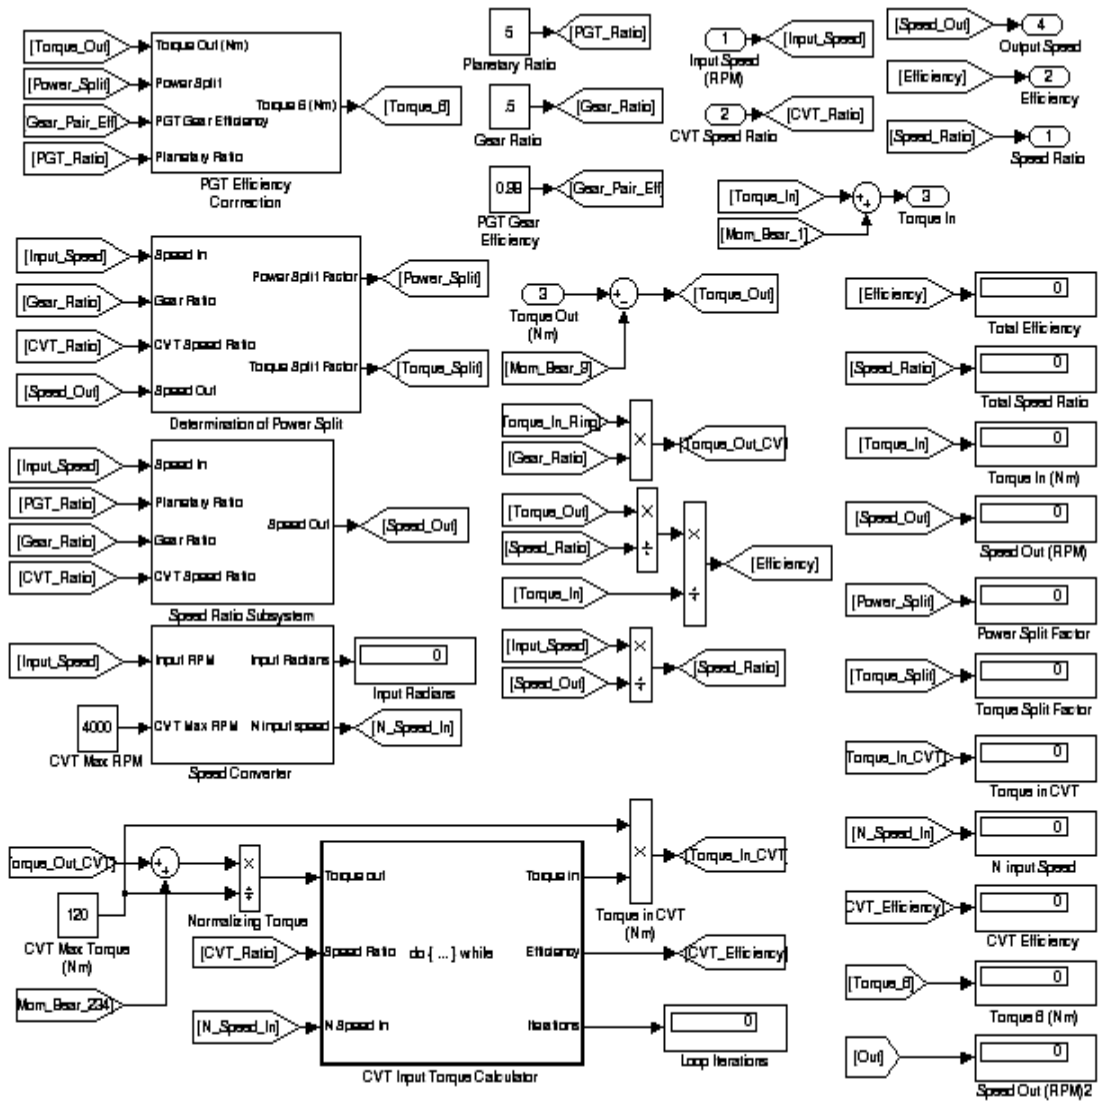 [Torque_Out]
Torque Out (Nm)
[Power_Split]
Power Split
Torque 6 (Nm)
[Torque_6]
Gear_Pair_Eff]
PGT Gear Efficiency
[PGT_Ratio]
Planetary Ratio
PGT Efficiency
Corrrection
5
[PGT_Ratio]
Planetary Ratio
.5
[Gear_Ratio]
Gear Ratio
0.99
[Gear_Pair_Eff]
PGT Gear
Efficiency
1
[Input_Speed]
Input Speed
(RPM)
2
[CVT_Ratio]
CVT Speed Ratio
[Speed_Out]
4
Output Speed
[Efficiency]
2
Efficiency
[Speed_Ratio]
1
Speed Ratio
[Torque_In]
[Mom_Bear_1]
3
Torque In
[Input_Speed]
Speed In
Power Split Factor
[Power_Split]
[Gear_Ratio]
Gear Ratio
[CVT_Ratio]
CVT Speed Ratio
Torque Split Factor
[Torque_Split]
[Speed_Out]
Speed Out
Determination of Power Split
3
[Torque_Out]
Torque Out
(Nm)
[Mom_Bear_9]
Torque_In_Ring]
[Gear_Ratio]
×
[Torque_Out_CVT
[Torque_Out]
[Speed_Ratio]
×
÷
[Torque_In]
×
÷
[Efficiency]
[Input_Speed]
[Speed_Out]
×
÷
[Speed_Ratio]
[Input_Speed]
Speed In
[PGT_Ratio]
Planetary Ratio
Speed Out
[Speed_Out]
[Gear_Ratio]
Gear Ratio
[CVT_Ratio]
CVT Speed Ratio
Speed Ratio Subsystem
[Input_Speed]
Input RPM
Input Radians
0
Input Radians
4000
CVT Max RPM
N input speed
[N_Speed_In]
CVT Max RPM
Speed Converter
[Efficiency]
0
Total Efficiency
[Speed_Ratio]
0
Total Speed Ratio
[Torque_In]
0
Torque In (Nm)
[Speed_Out]
0
Speed Out (RPM)
[Power_Split]
0
Power Split Factor
[Torque_Split]
0
Torque Split Factor
Torque_In_CVT]
0
Torque in CVT
[N_Speed_In]
0
N input Speed
CVT_Efficiency]
0
CVT Efficiency
[Torque_6]
0
Torque 6 (Nm)
[Out]
0
Speed Out (RPM)2
orque_Out_CVT]
×
÷
Normalizing Torque
120
CVT Max Torque
(Nm)
Mom_Bear_234]
[CVT_Ratio]
[N_Speed_In]
Torque out
Torque in
Speed Ratio
do { ... } while
Efficiency
N Speed In
Iterations
CVT Input Torque Calculator
×
[Torque_In_CVT
Torque in CVT
(Nm)
[CVT_Efficiency]
0
Loop Iterations